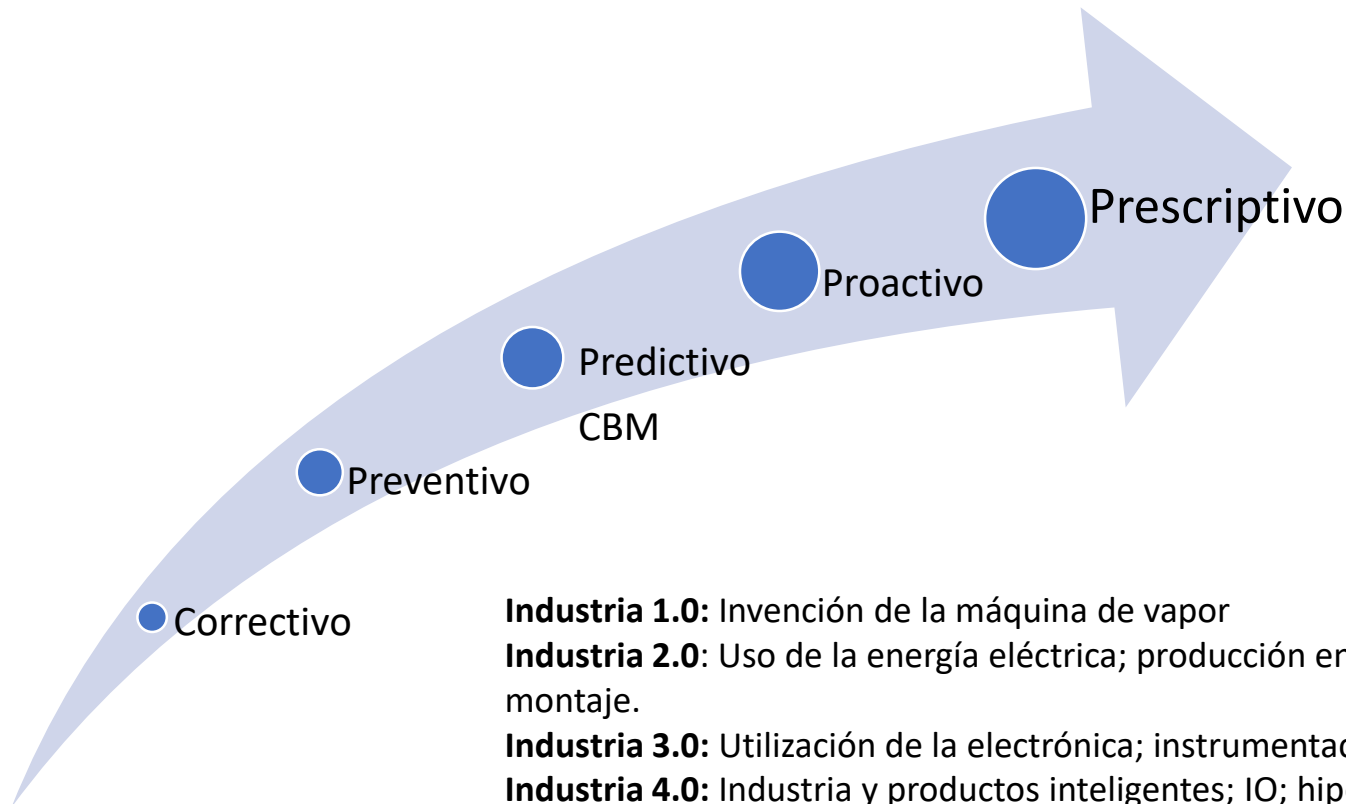 Prescriptivo
Proactivo
Predictivo
CBM
Preventivo
Correctivo
Industria 1.0: Invención de la máquina de vapor
Industria 2.0: Uso de la energía eléctrica; producción en
montaje.
Industria 3.0: Utilización de la electrónica;
Industria 4.0: Industria y productos inteligentes; IO;